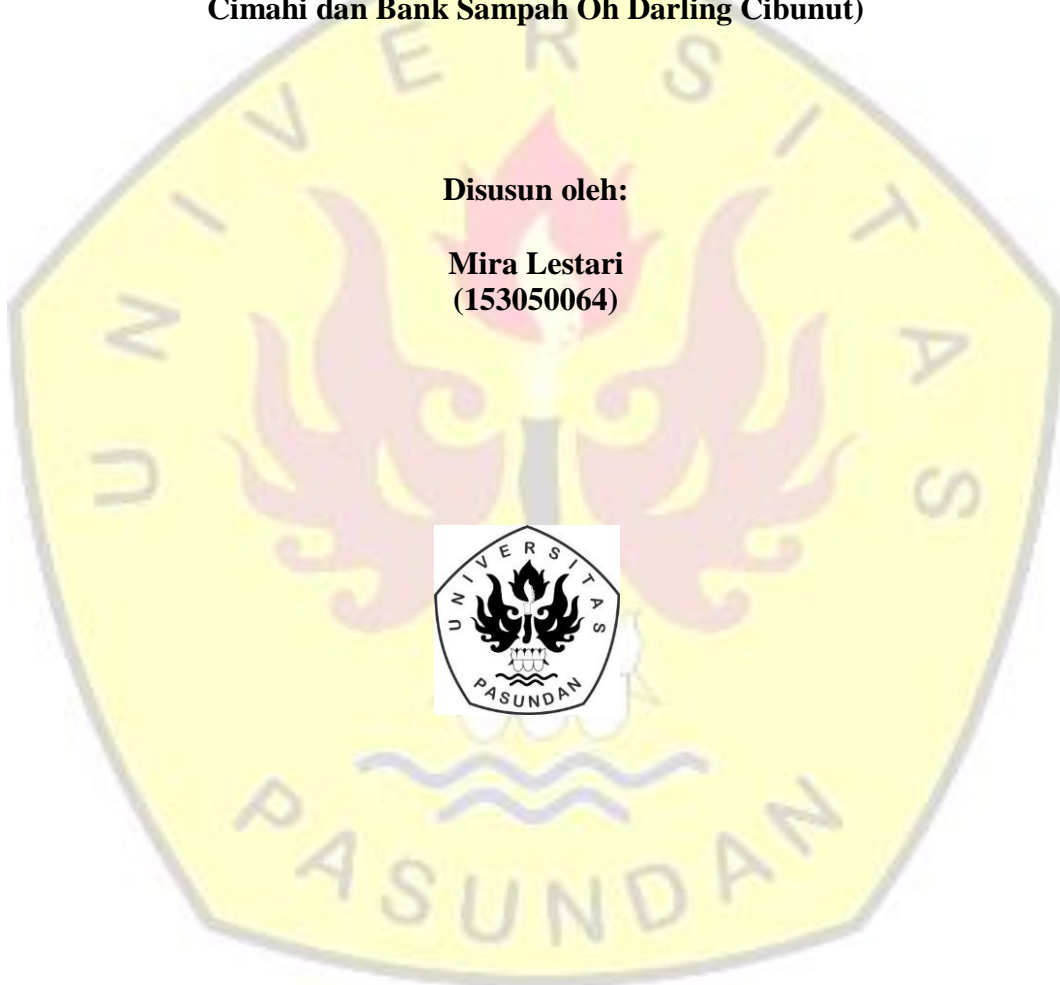 Cimahi dan Bank Sampah Oh Darling Cibunut)
UNIVERSITAS
Disusun oleh:
Mira Lestari
(153050064)
UNIVERSITAS
PASUNDAN
PASUNDAN